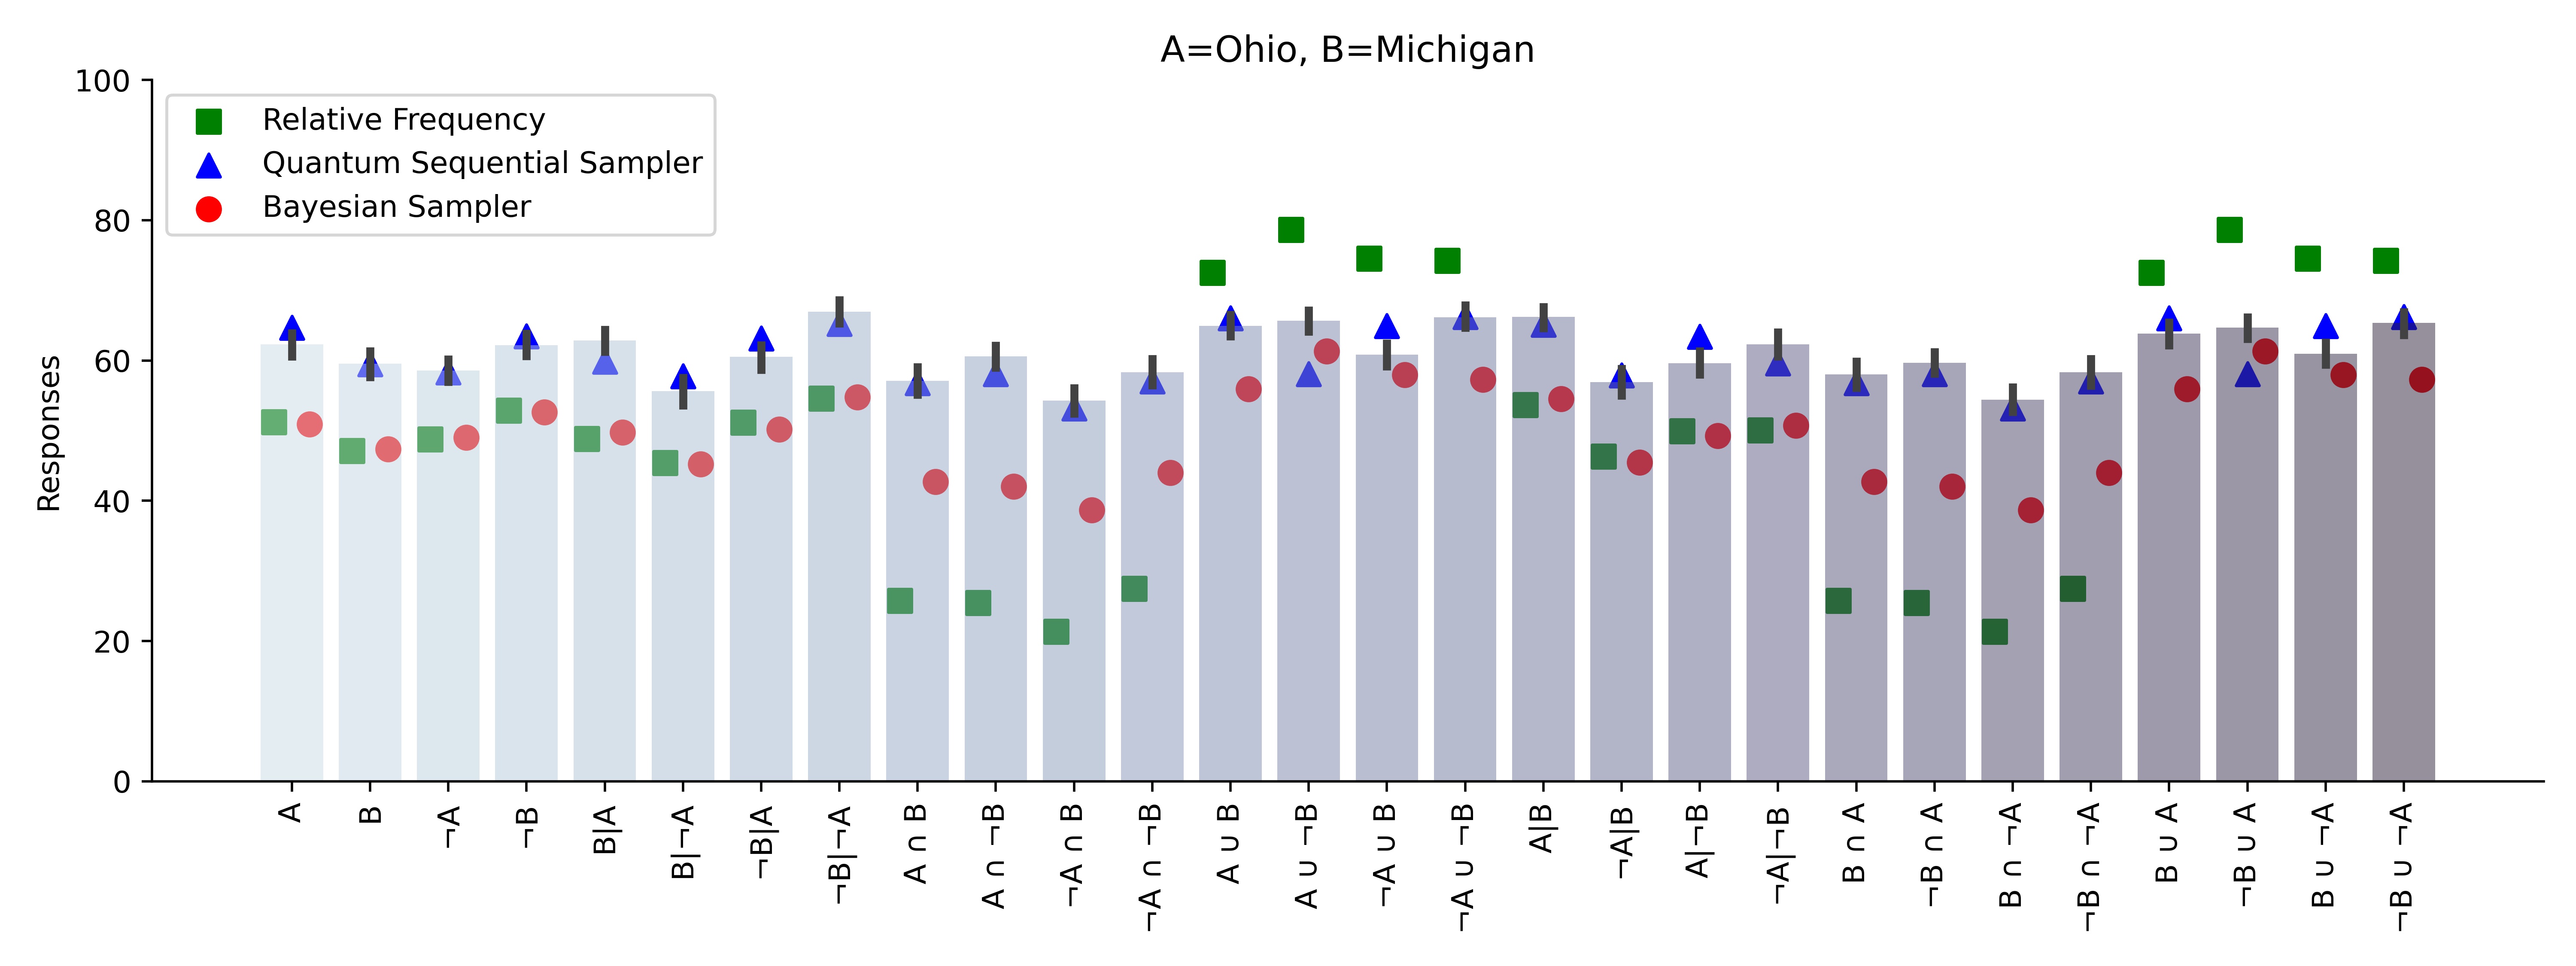 A=Ohio, B=Michigan
100
80
60
40
20
0
Responses
Relative Frequency
Quantum Sequential Sampler
Bayesian Sampler
A
B
¬A
¬B
B|A
B|¬A
¬B|A
¬B|¬A
A ∩ B
A ∩ ¬B
¬A ∩ B
¬A ∩ ¬B
A ∪ B
A ∪ ¬B
¬A ∪ B
¬A ∪ ¬B
A|B
¬A|B
A|¬B
¬A|¬B
B ∩ A
¬B ∩ A
B ∩ ¬A
¬B ∩ ¬A
B ∪ A
¬B ∪ A
B ∪ ¬A
¬B ∪ ¬A